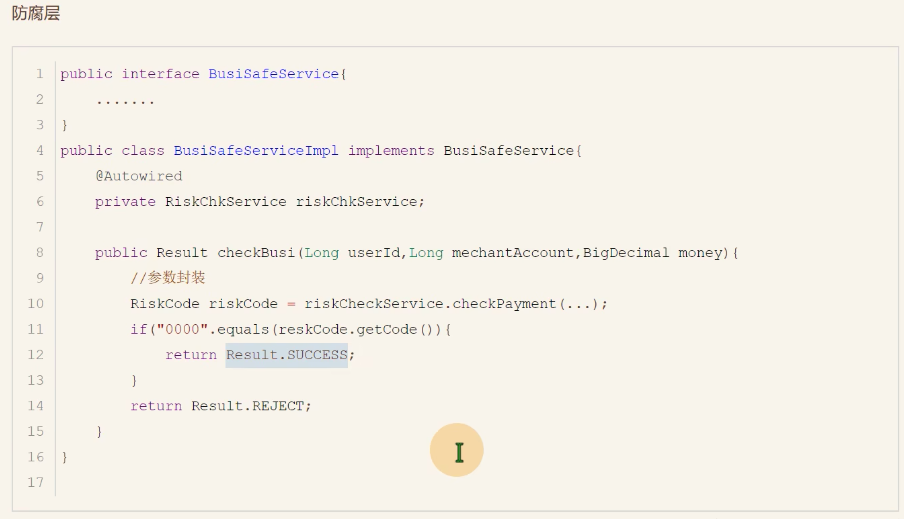 防腐层
1 public interface BusiSafeService{
2 .......
3 }
4 public class BusiSafeServiceImpl implements BusiSafeService{
5 @Autowired
6 private RiskChkService riskChkService;
7
8 public Result checkBusi(Long userId,Long mechantAccount,BigDecimal money){
9 //参数封装
10 RiskCode riskCode = riskCheckService.checkPayment(...);
11 if("0000".equals(reskCode.getCode()){
12 return Result.SUCCESS;
13 }
14 return Result.REJECT;
15 }
16 }
17